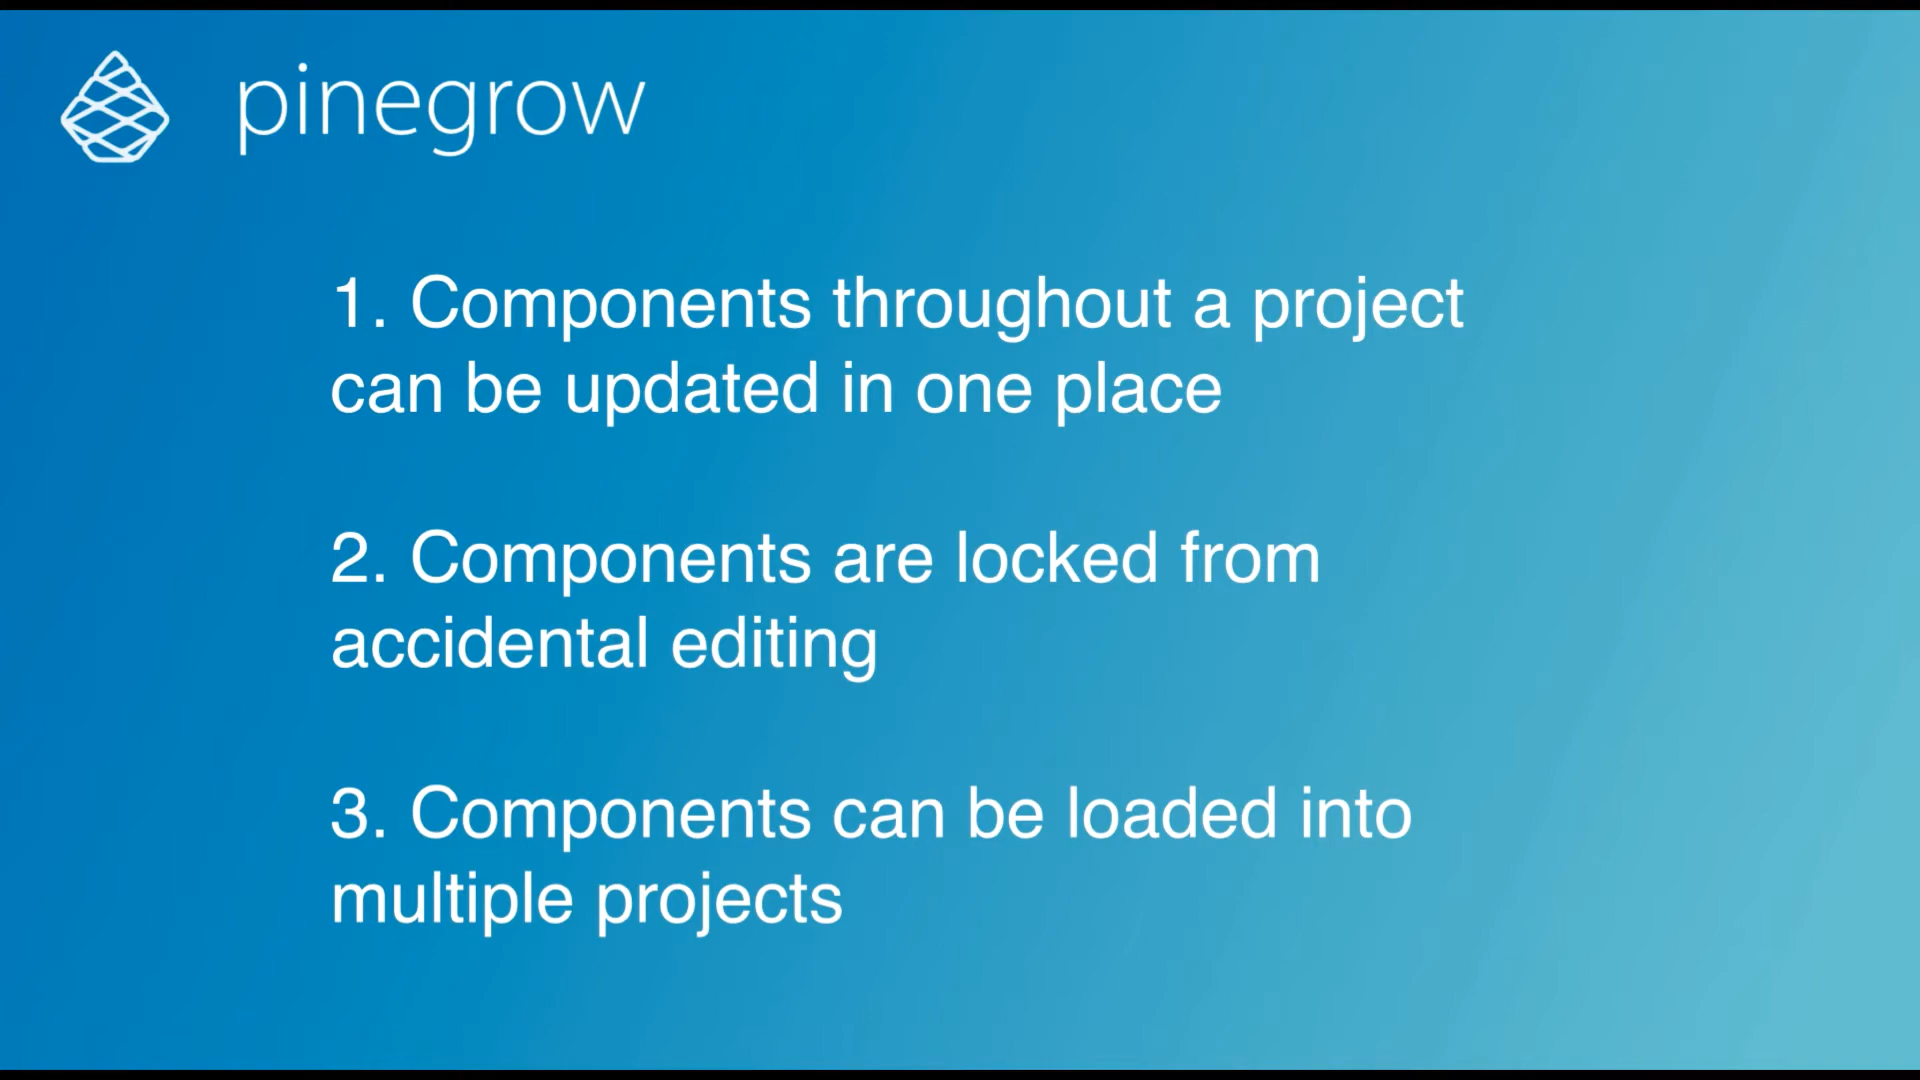 pinegrow
1. Components throughout a project
can be updated in one place
2. Components are locked from
accidental editing
3. Components can be loaded into
multiple projects